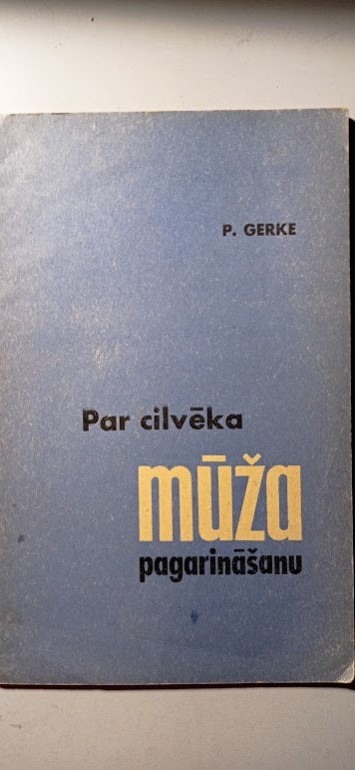 P. GERKE
Par cilvēka
mūža
pagarināšanu